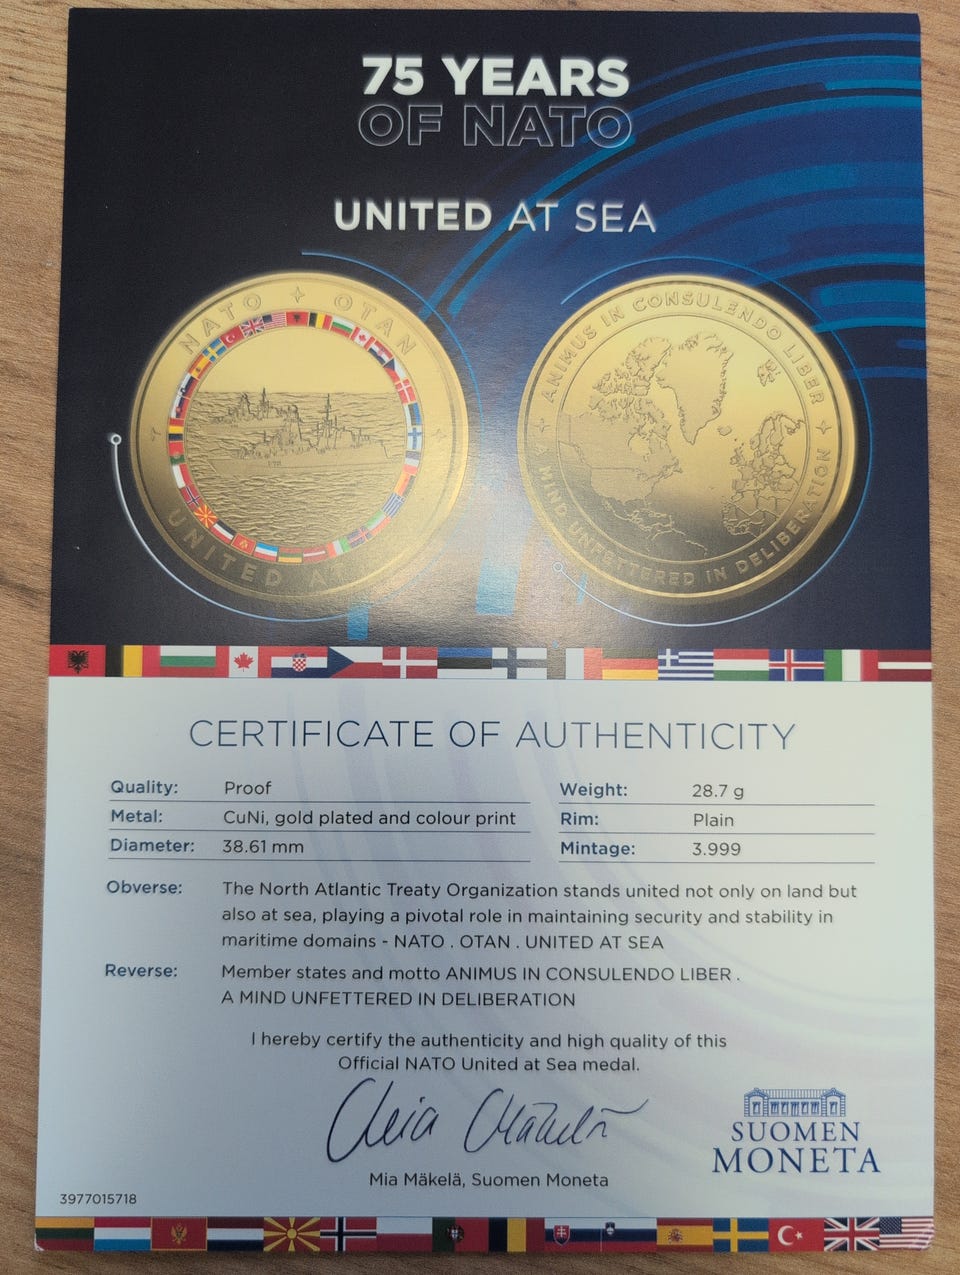 75 YEARS
OF NATO
UNITED AT SEA
NATO OTAN
UNITED AT
ANIMUS IN CONSULENDO LIBER
A MIND UNFETTERED IN DELIBERATION
CERTIFICATE OF AUTHENTICITY
Quality: Proof
Metal: CuNi, gold plated and colour print
Diameter: 38.61 mm
Weight: 28.7 g
Rim: Plain
Mintage: 3.999
Obverse: The North Atlantic Treaty Organization stands united not only on land but
also at sea, playing a pivotal role in maintaining security and stability in
maritime domains - NATO . OTAN . UNITED AT SEA
Reverse: Member states and motto ANIMUS IN CONSULENDO LIBER .
A MIND UNFETTERED IN DELIBERATION
I hereby certify the authenticity and high quality of this
Official NATO United at Sea medal.
Mia Mäkelä
Mia Mäkelä, Suomen Moneta
SUOMEN
MONETA
3977015718